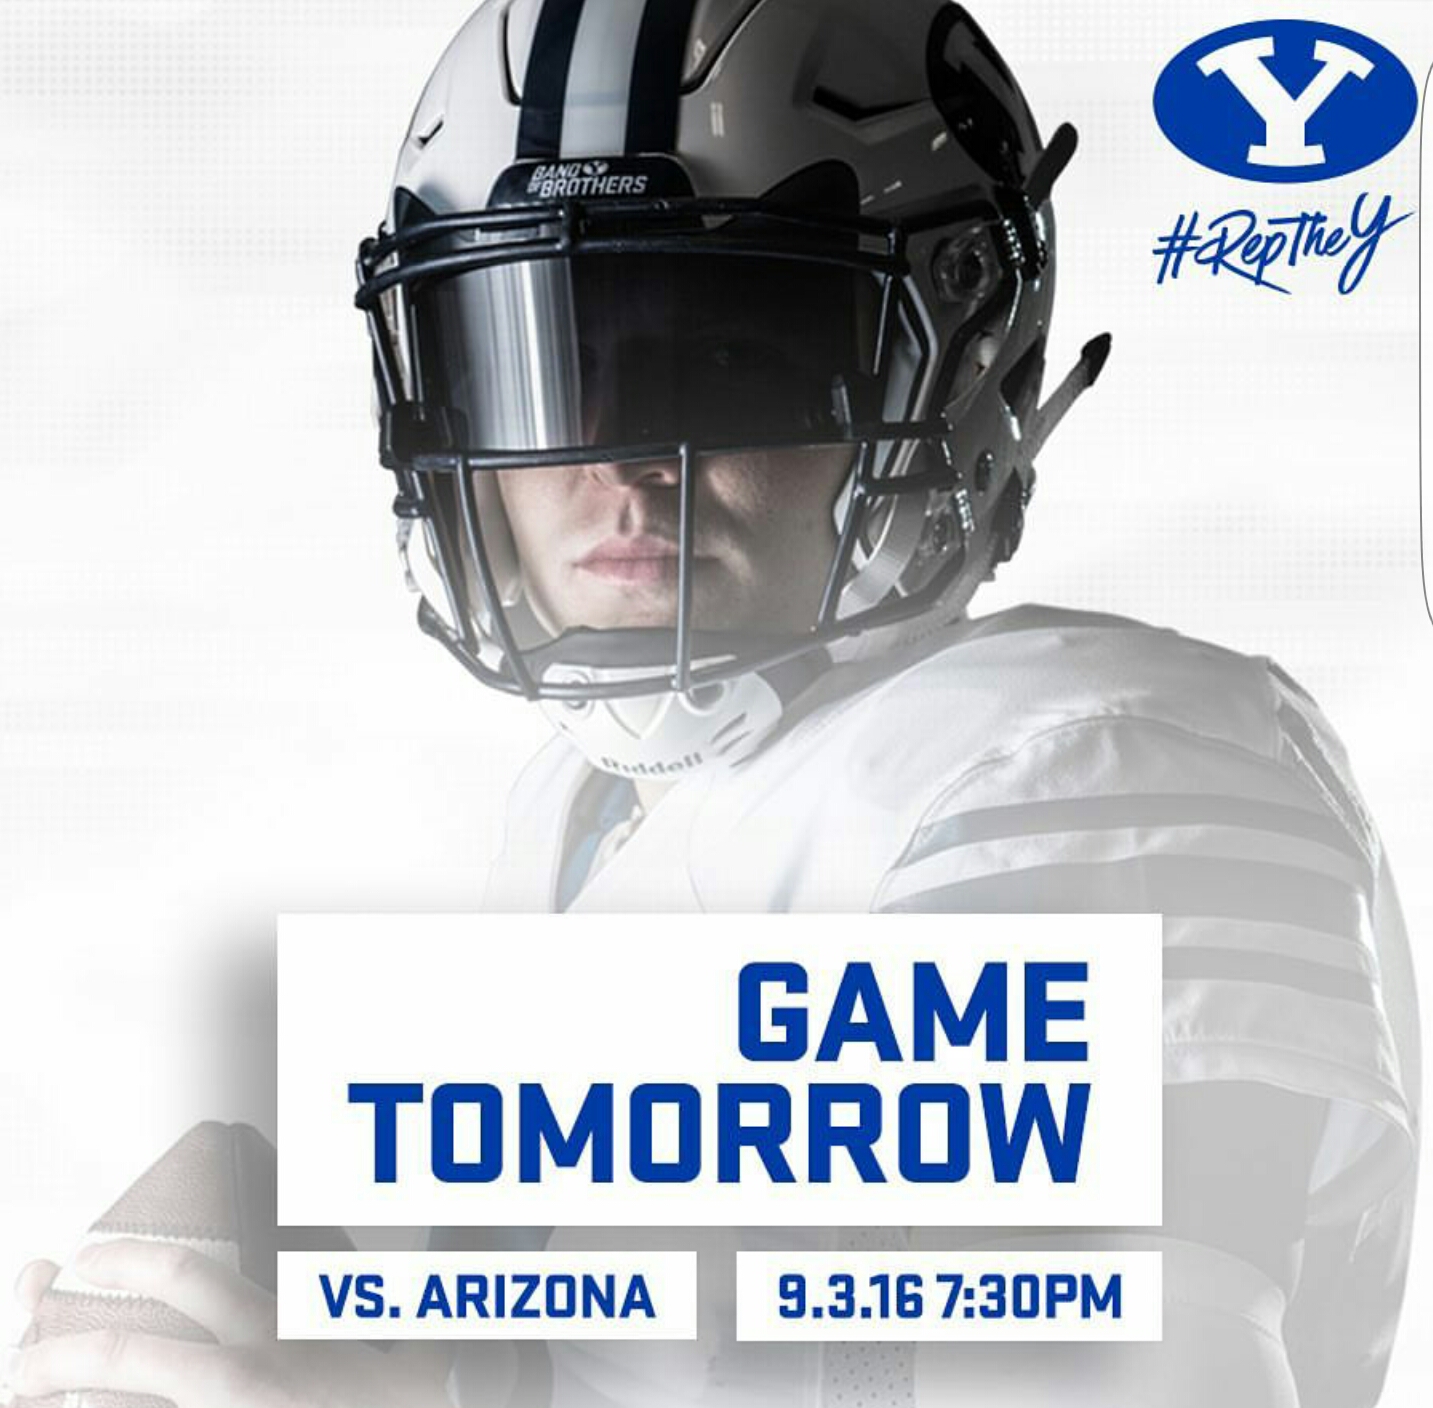 Y
#RepTheY
BAND
OF BROTHERS
Riddell
GAME
TOMORROW
VS. ARIZONA
9.3.16 7:30PM